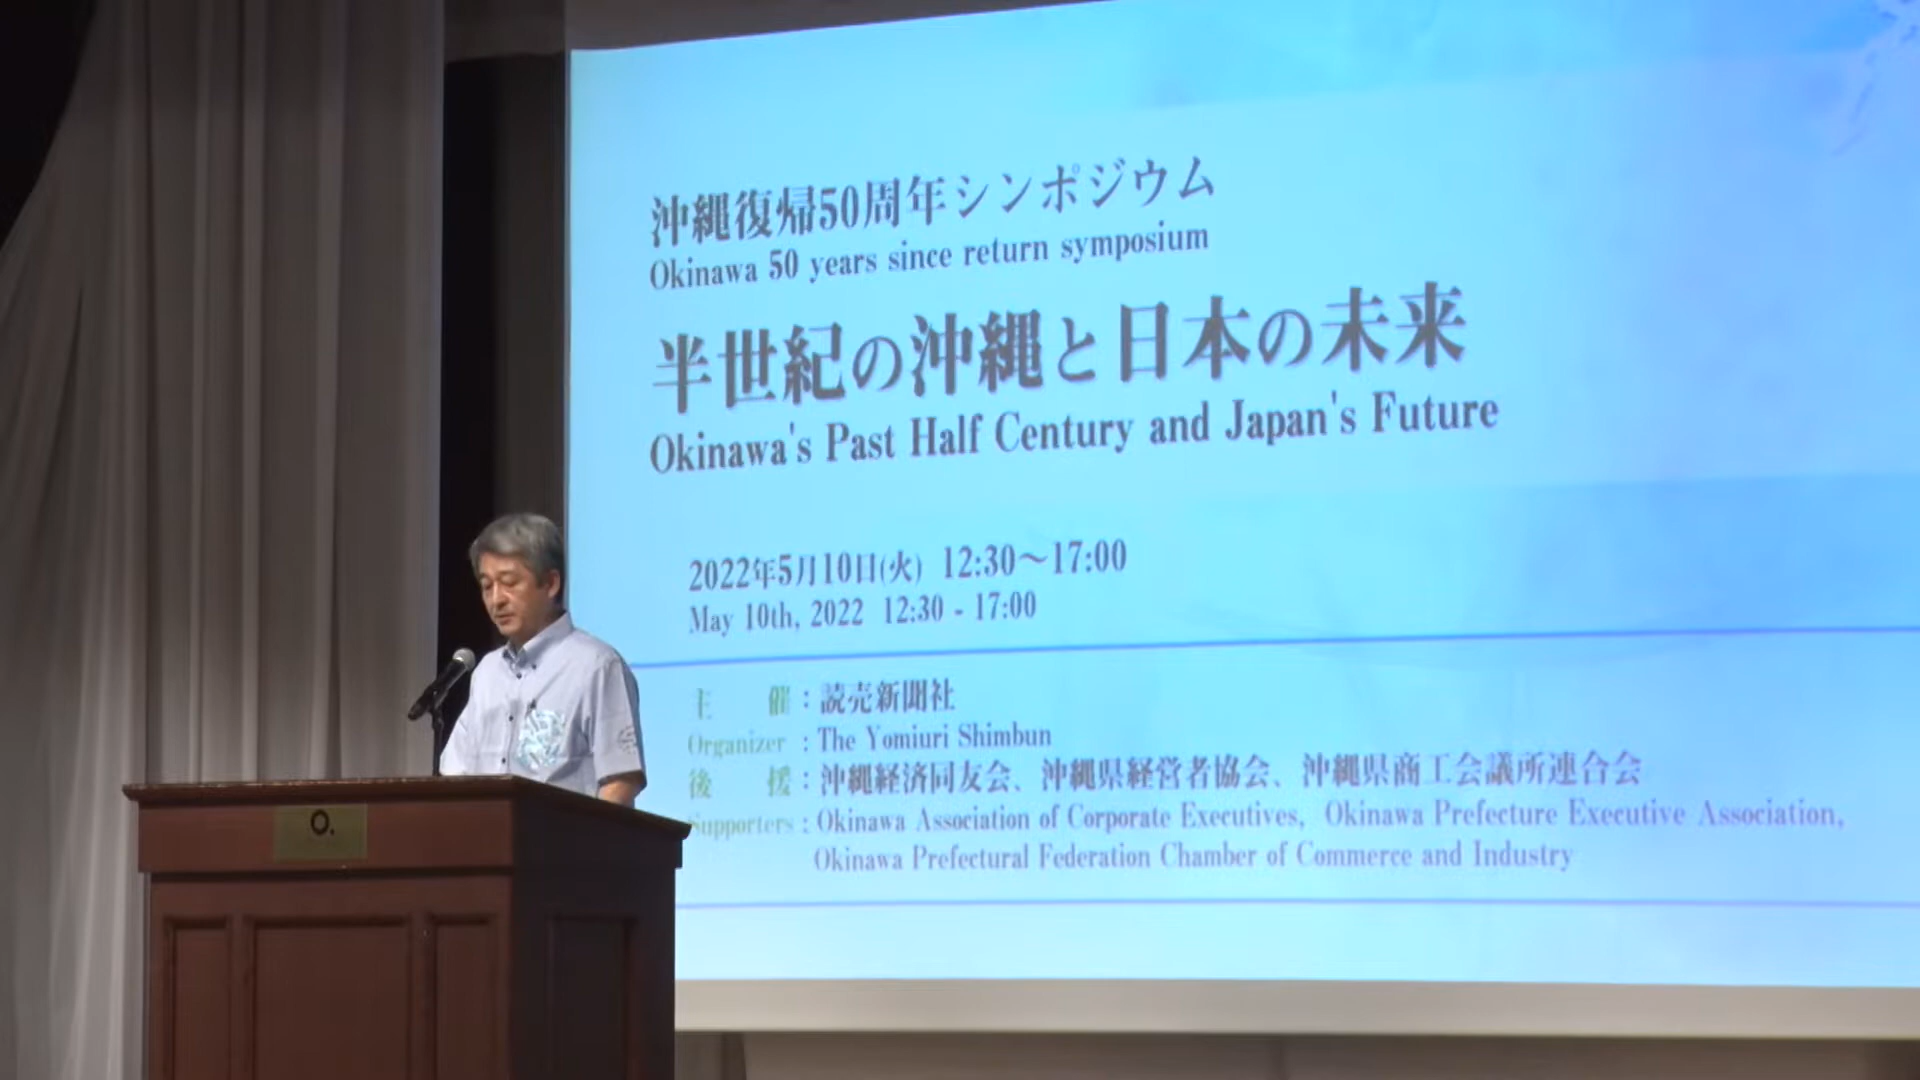 沖縄復帰50周年シンポジウム
Okinawa 50 years since return symposium
半世紀の沖縄と日本の未来
Okinawa's Past Half Century and Japan's Future
2022年5月10日(火) 12:30～17:00
May 10th, 2022 12:30 - 17:00
主 催：読売新聞社
Organizer : The Yomiuri Shimbun
後 援：沖縄経済同友会、沖縄県経営者協会、沖縄県商工会議所連合会
Supporters : Okinawa Association of Corporate Executives, Okinawa Prefecture Executive Association,
Okinawa Prefectural Federation Chamber of Commerce and Industry
O.